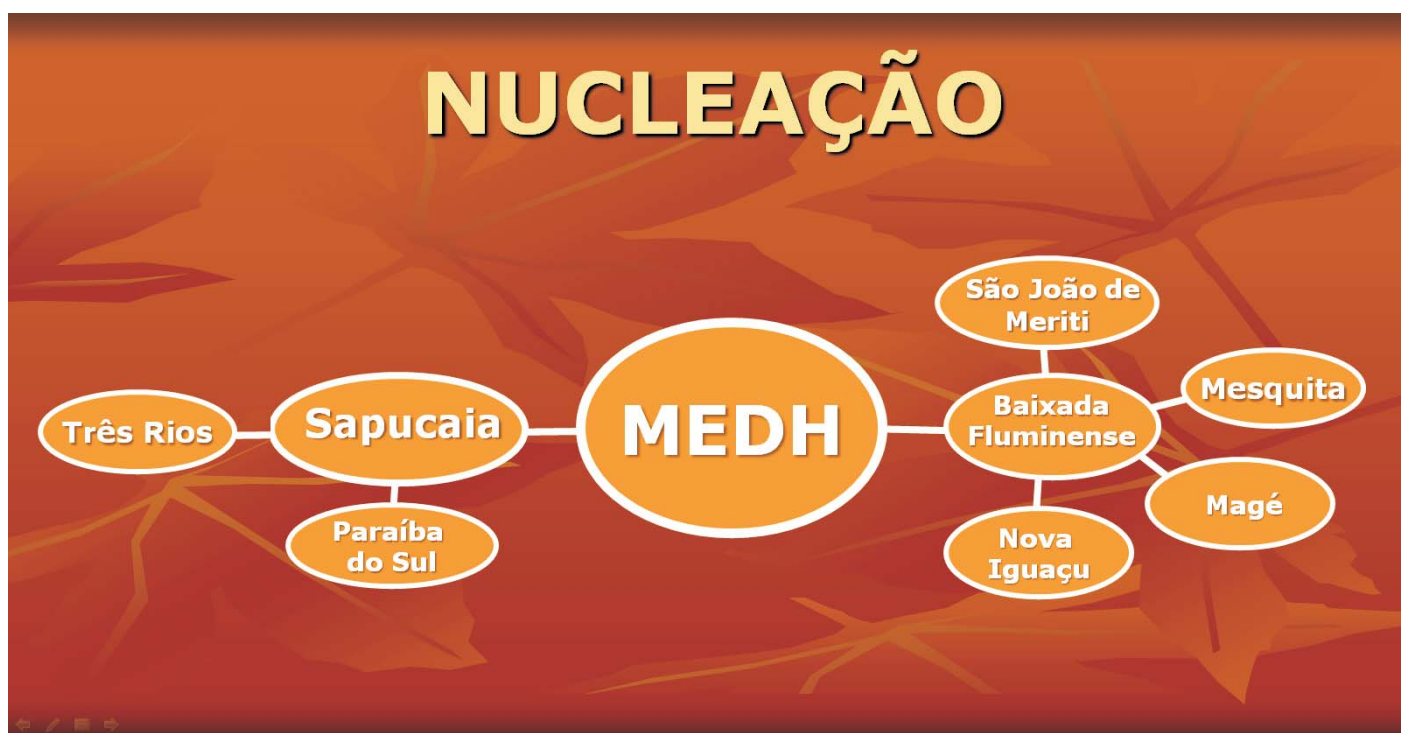 NUCLEAÇÃO
São João de
Meriti
Mesquita
Baixada
Fluminense
Três Rios
Sapucaia
MEDH
Magé
Paraíba
do Sul
Nova
Iguaçu